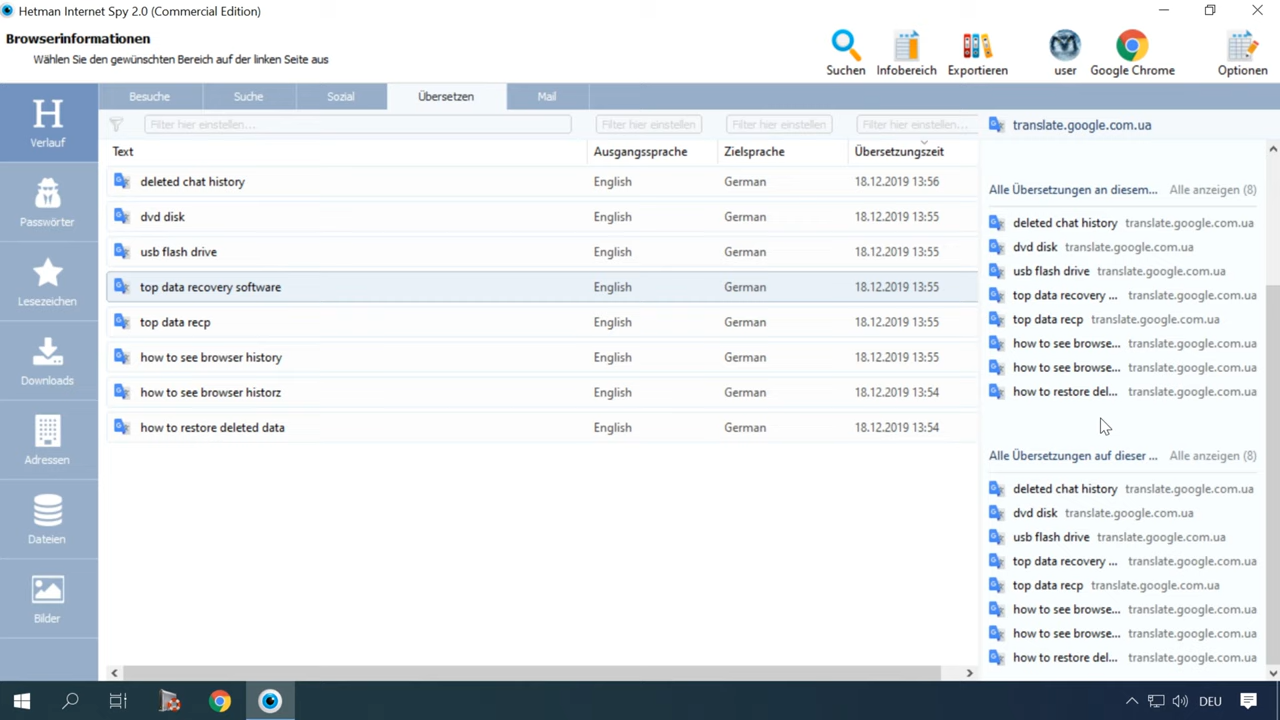 Hetman Internet Spy 2.0 (Commercial Edition)
Browserinformationen
Wählen Sie den gewünschten Bereich auf der linken Seite aus
Suchen
Infobereich
Exportieren
user
Google Chrome
Optionen
H
Verlauf
Passwörter
Lesezeichen
Downloads
Adressen
Dateien
Bilder
Besuche
Suche
Sozial
Übersetzen
Mail
Filter hier einstellen...
Filter hier einstellen
Filter hier einstellen
Filter hier einstellen...
Text Ausgangssprache Zielsprache Übersetzungszeit
deleted chat history English German 18.12.2019 13:56
dvd disk English German 18.12.2019 13:55
usb flash drive English German 18.12.2019 13:55
top data recovery software English German 18.12.2019 13:55
top data recp English German 18.12.2019 13:55
how to see browser history English German 18.12.2019 13:55
how to see browser historz English German 18.12.2019 13:54
how to restore deleted data English German 18.12.2019 13:54
translate.google.com.ua
Alle Übersetzungen an diesem... Alle anzeigen (8)
deleted chat history translate.google.com.ua
dvd disk translate.google.com.ua
usb flash drive translate.google.com.ua
top data recovery ... translate.google.com.ua
top data recp translate.google.com.ua
how to see browse... translate.google.com.ua
how to see browse... translate.google.com.ua
how to restore del... translate.google.com.ua
Alle Übersetzungen auf dieser ... Alle anzeigen (8)
deleted chat history translate.google.com.ua
dvd disk translate.google.com.ua
usb flash drive translate.google.com.ua
top data recovery ... translate.google.com.ua
top data recp translate.google.com.ua
how to see browse... translate.google.com.ua
how to see browse... translate.google.com.ua
how to restore del... translate.google.com.ua
DEU